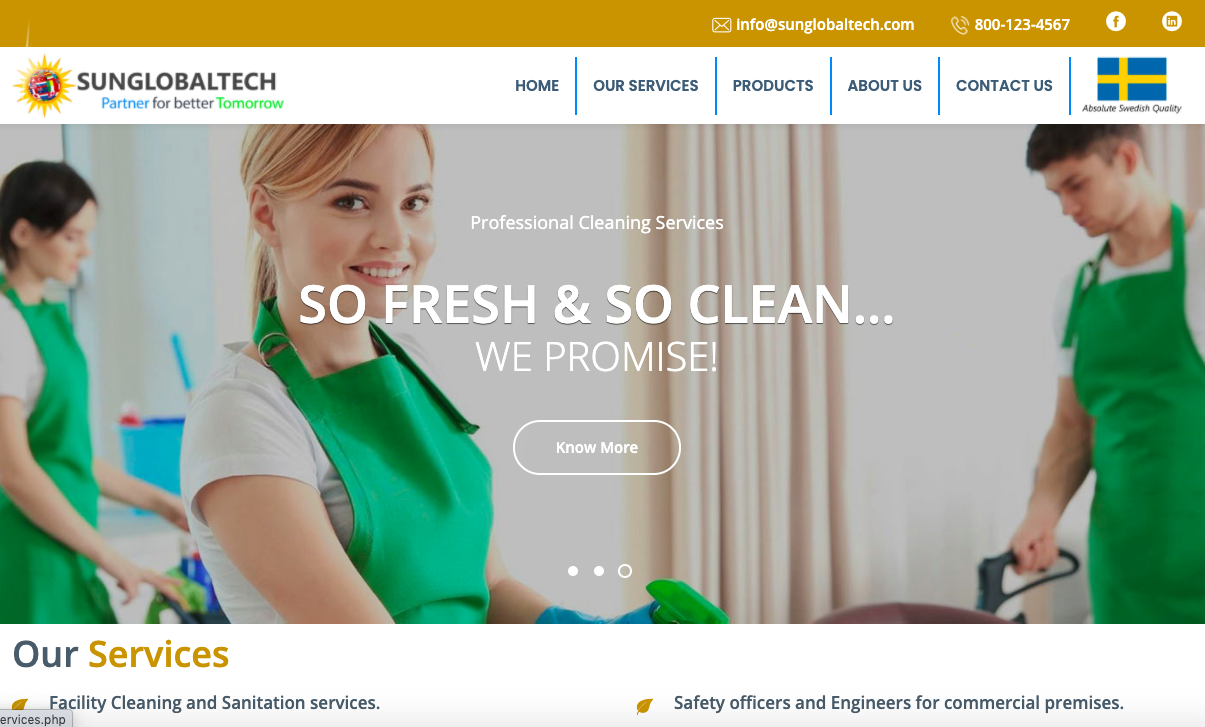 info@sunglobaltech.com 800-123-4567
SUNGLOBALTECH
Partner for better Tomorrow
HOME OUR SERVICES PRODUCTS ABOUT US CONTACT US
Absolute Swedish Quality
Professional Cleaning Services
SO FRESH & SO CLEAN...
WE PROMISE!
Know More
Our Services
Facility Cleaning and Sanitation services.
Safety officers and Engineers for commercial premises.
ervices.php